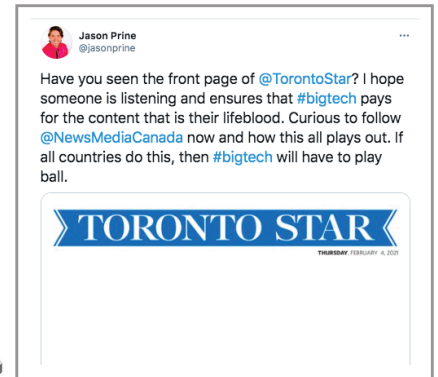 Jason Prine
@jasonprine
Have you seen the front page of @TorontoStar? I hope
someone is listening and ensures that #bigtech pays
for the content that is their lifeblood. Curious to follow
@NewsMediaCanada now and how this all plays out. If
all countries do this, then #bigtech will have to play
ball.
TORONTO STAR
THURSDAY, FEBRUARY 4, 2021